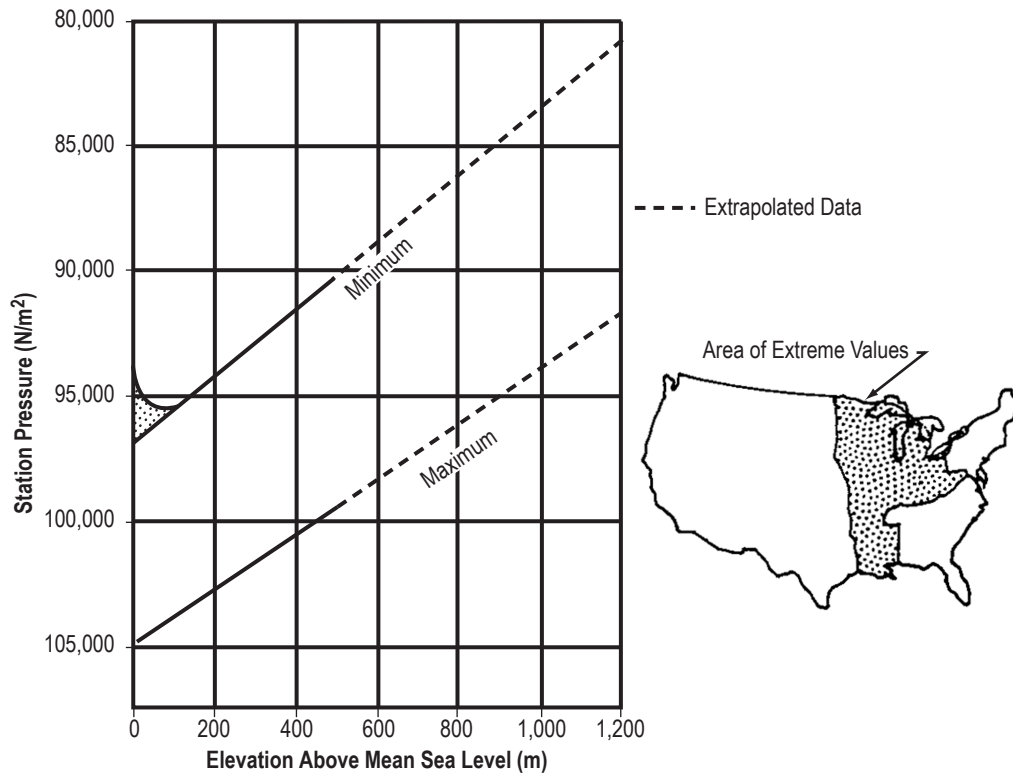 80,000
85,000
90,000
95,000
100,000
105,000
Station Pressure (N/m²)
0
200
400
600
800
1,000
1,200
Elevation Above Mean Sea Level (m)
Minimum
Maximum
Extrapolated Data
Area of Extreme Values